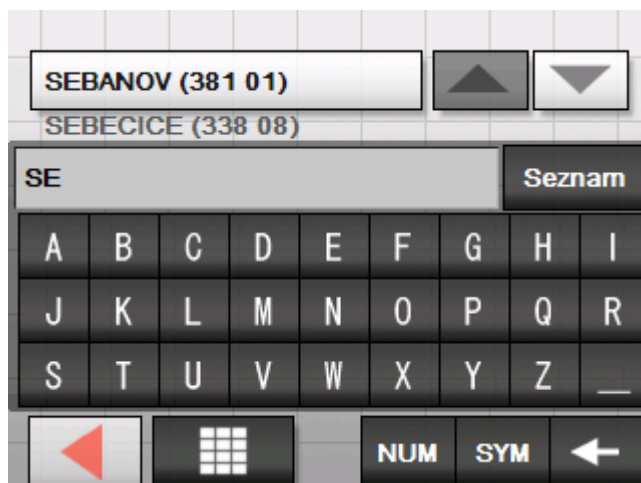 SEBANOV (381 01)
SEBECICE (338 08)
SE Seznam
A B C D E F G H I
J K L M N O P Q R
S T U V W X Y Z _
NUM SYM